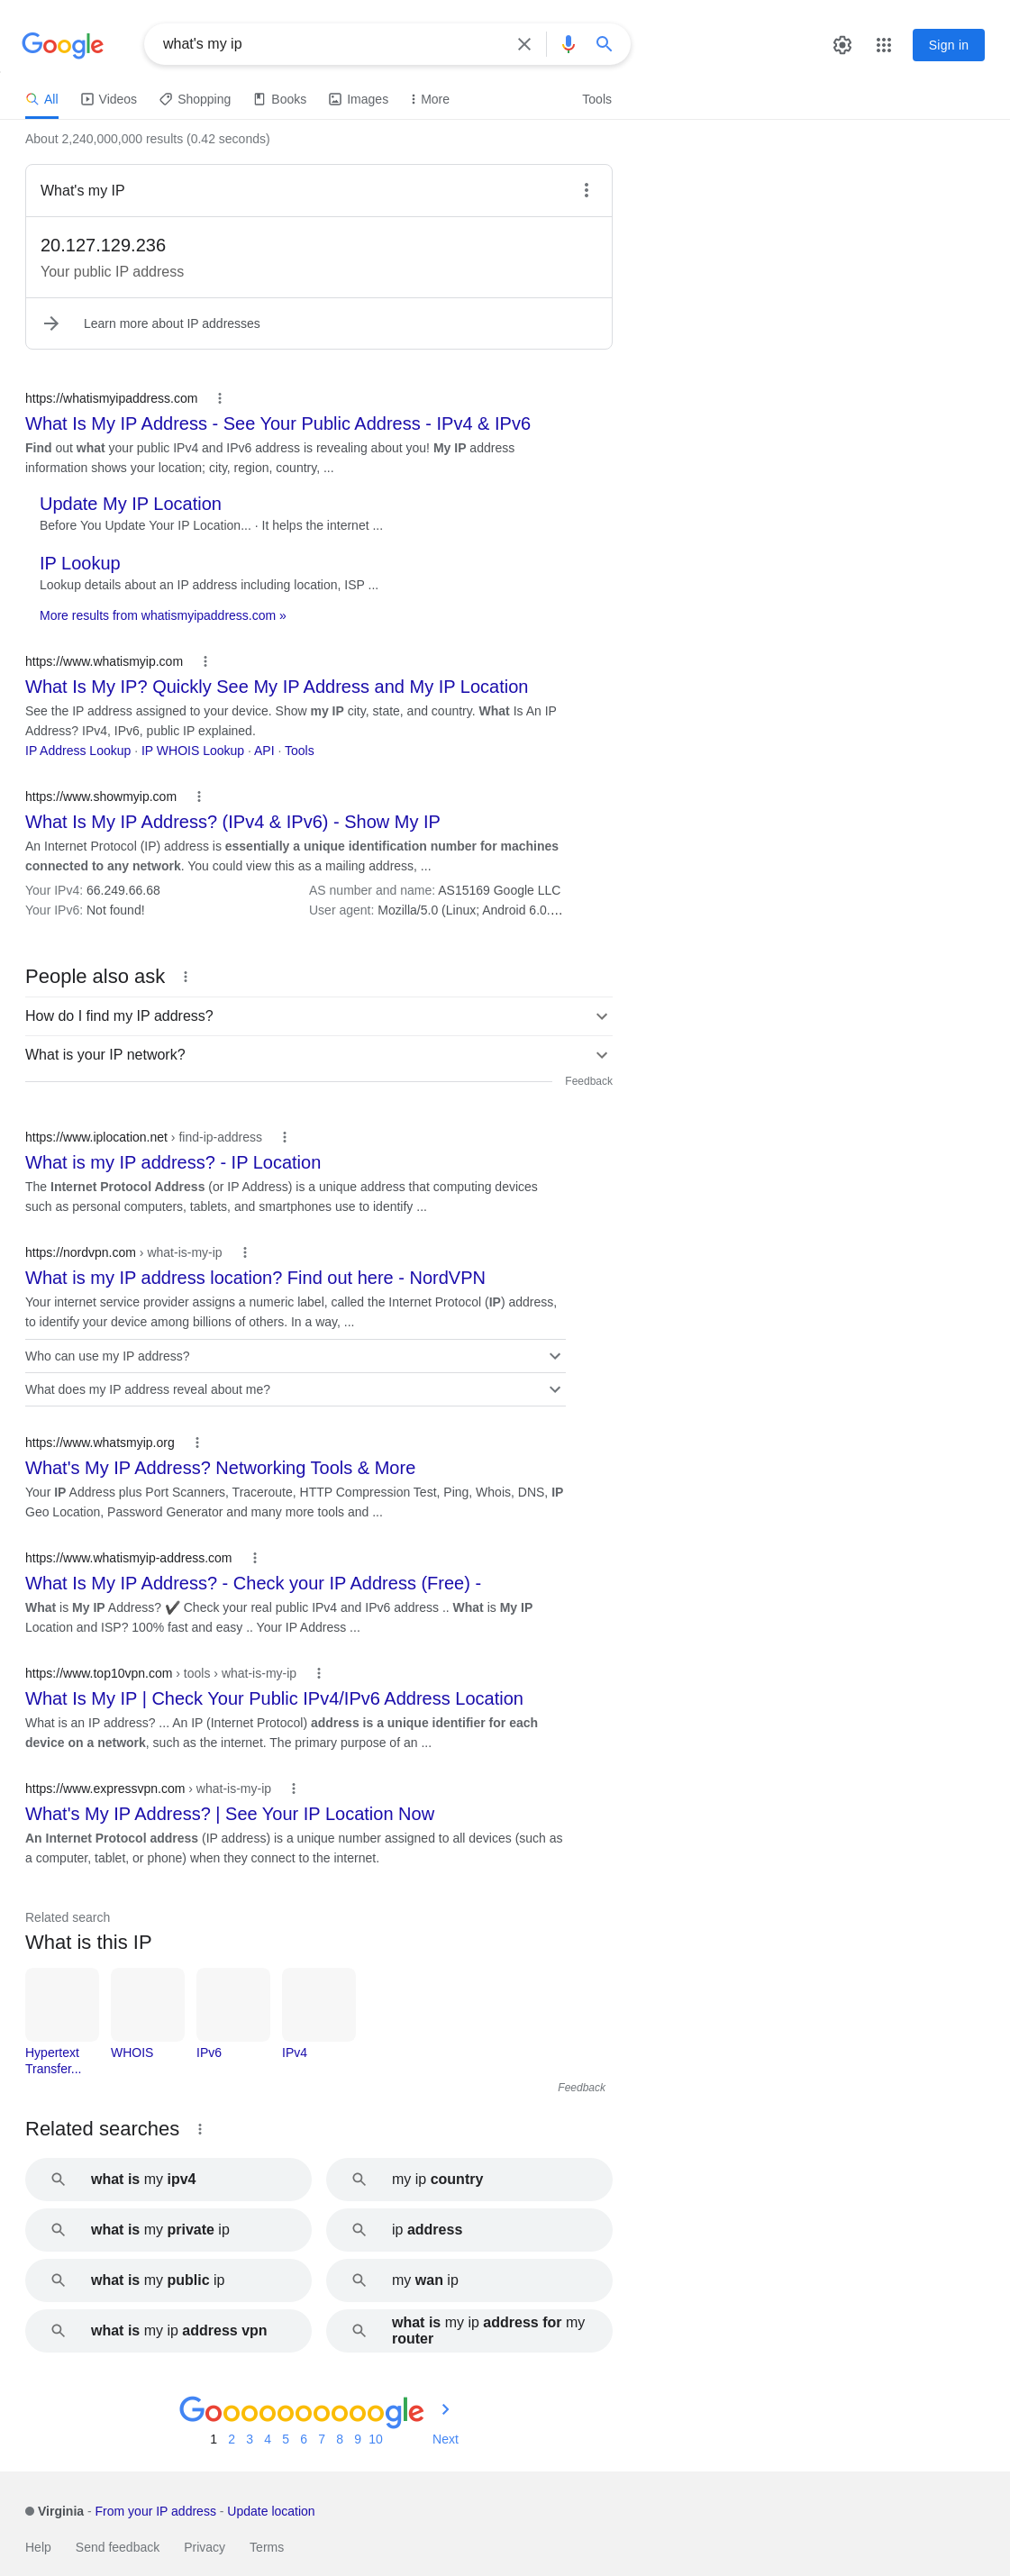 Google
what's my ip
Sign in
All
Videos
Shopping
Books
Images
More
Tools
About 2,240,000,000 results (0.42 seconds)
What's my IP
20.127.129.236
Your public IP address
Learn more about IP addresses
https://whatismyipaddress.com
What Is My IP Address - See Your Public Address - IPv4 & IPv6
Find out what your public IPv4 and IPv6 address is revealing about you! My IP address
information shows your location; city, region, country, ...
Update My IP Location
Before You Update Your IP Location... · It helps the internet ...
IP Lookup
Lookup details about an IP address including location, ISP ...
More results from whatismyipaddress.com »
https://www.whatismyip.com
What Is My IP? Quickly See My IP Address and My IP Location
See the IP address assigned to your device. Show my IP city, state, and country. What Is An IP
Address? IPv4, IPv6, public IP explained.
IP Address Lookup · IP WHOIS Lookup · API · Tools
https://www.showmyip.com
What Is My IP Address? (IPv4 & IPv6) - Show My IP
An Internet Protocol (IP) address is essentially a unique identification number for machines
connected to any network. You could view this as a mailing address, ...
Your IPv4: 66.249.66.68
AS number and name: AS15169 Google LLC
Your IPv6: Not found!
User agent: Mozilla/5.0 (Linux; Android 6.0....
People also ask
How do I find my IP address?
What is your IP network?
Feedback
https://www.iplocation.net › find-ip-address
What is my IP address? - IP Location
The Internet Protocol Address (or IP Address) is a unique address that computing devices
such as personal computers, tablets, and smartphones use to identify ...
https://nordvpn.com › what-is-my-ip
What is my IP address location? Find out here - NordVPN
Your internet service provider assigns a numeric label, called the Internet Protocol (IP) address,
to identify your device among billions of others. In a way, ...
Who can use my IP address?
What does my IP address reveal about me?
https://www.whatsmyip.org
What's My IP Address? Networking Tools & More
Your IP Address plus Port Scanners, Traceroute, HTTP Compression Test, Ping, Whois, DNS, IP
Geo Location, Password Generator and many more tools and ...
https://www.whatismyip-address.com
What Is My IP Address? - Check your IP Address (Free) -
What is My IP Address? ✔️ Check your real public IPv4 and IPv6 address .. What is My IP
Location and ISP? 100% fast and easy .. Your IP Address ...
https://www.top10vpn.com › tools › what-is-my-ip
What Is My IP | Check Your Public IPv4/IPv6 Address Location
What is an IP address? ... An IP (Internet Protocol) address is a unique identifier for each
device on a network, such as the internet. The primary purpose of an ...
https://www.expressvpn.com › what-is-my-ip
What's My IP Address? | See Your IP Location Now
An Internet Protocol address (IP address) is a unique number assigned to all devices (such as
a computer, tablet, or phone) when they connect to the internet.
Related search
What is this IP
Hypertext
Transfer...
WHOIS
IPv6
IPv4
Feedback
Related searches
what is my ipv4
my ip country
what is my private ip
ip address
what is my public ip
my wan ip
what is my ip address vpn
what is my ip address for my
router
Goooooooooogle
1 2 3 4 5 6 7 8 9 10 Next
Virginia - From your IP address - Update location
Help
Send feedback
Privacy
Terms